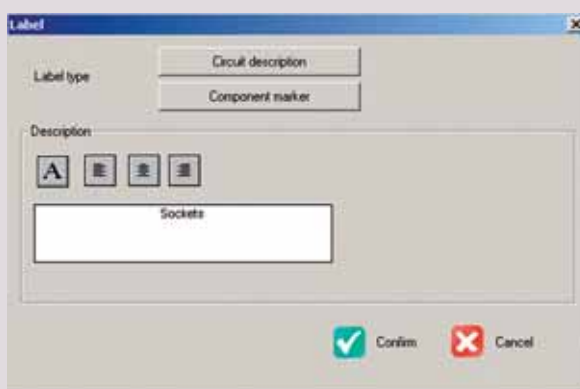 Label
Label type
Circuit description
Component marker
Description
A
Sockets
Confirm
Cancel